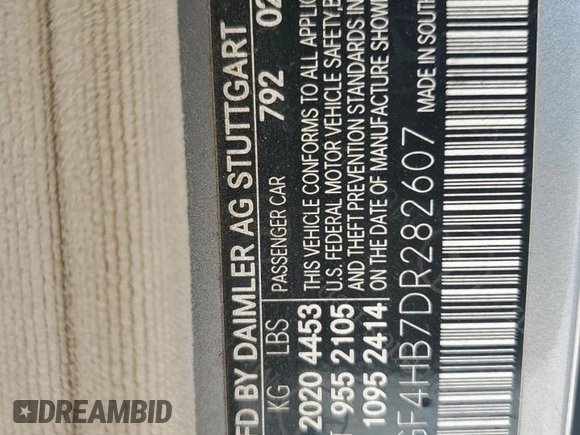 FD BY DAIMLER AG STUTTGART 02
KG LBS PASSENGER CAR 792
2020 4453 THIS VEHICLE CONFORMS TO ALL APPLIC
955 2105 U.S. FEDERAL MOTOR VEHICLE SAFETY, B
1095 2414 AND THEFT PREVENTION STANDARDS IN
ON THE DATE OF MANUFACTURE SHOW
F4HB7DR282607 MADE IN SOUTH
DREAMBID